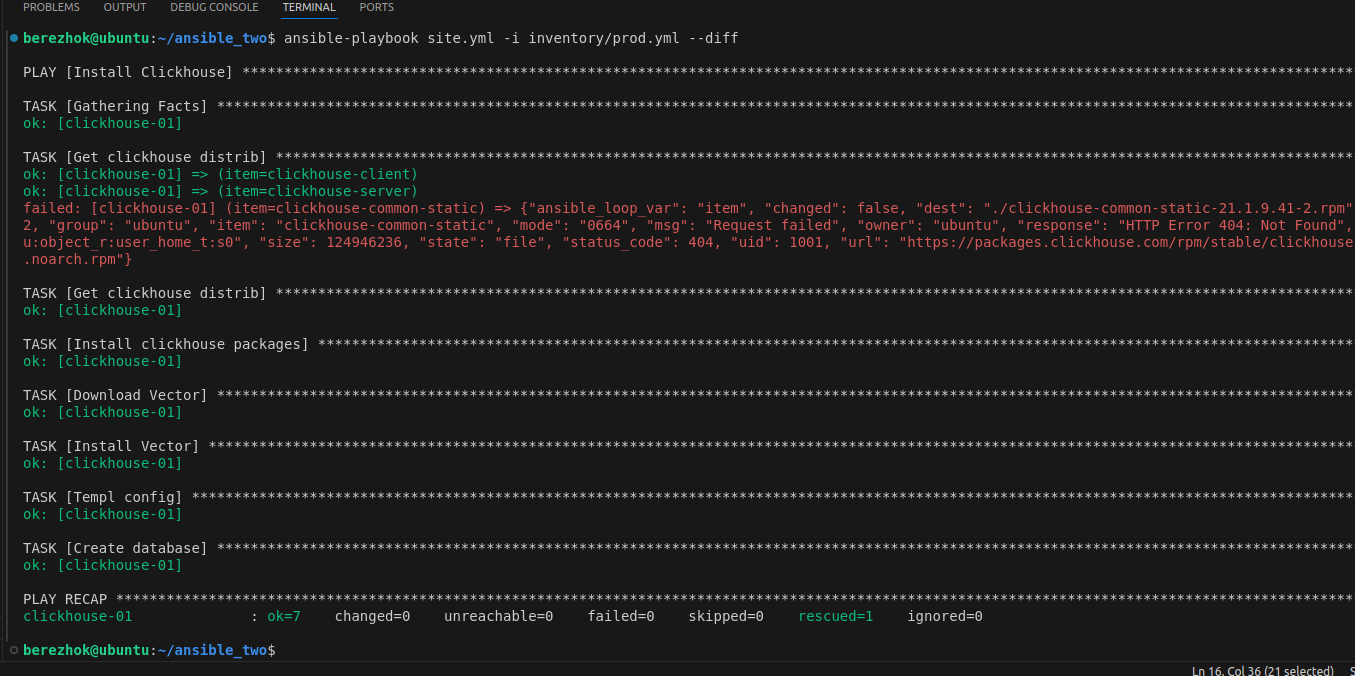 PROBLEMS OUTPUT DEBUG CONSOLE TERMINAL PORTS
berezhok@ubuntu:~/ansible_two$ ansible-playbook site.yml -i inventory/prod.yml --diff
PLAY [Install Clickhouse] ************************************************************************************************************************************
TASK [Gathering Facts] ***************************************************************************************************************************************
ok: [clickhouse-01]
TASK [Get clickhouse distrib] ********************************************************************************************************************************
ok: [clickhouse-01] => (item=clickhouse-client)
ok: [clickhouse-01] => (item=clickhouse-server)
failed: [clickhouse-01] (item=clickhouse-common-static) => {"ansible_loop_var": "item", "changed": false, "dest": "./clickhouse-common-static-21.1.9.41-2.rpm"
2, "group": "ubuntu", "item": "clickhouse-common-static", "mode": "0664", "msg": "Request failed", "owner": "ubuntu", "response": "HTTP Error 404: Not Found",
u:object_r:user_home_t:s0", "size": 124946236, "state": "file", "status_code": 404, "uid": 1001, "url": "https://packages.clickhouse.com/rpm/stable/clickhouse
.noarch.rpm"}
TASK [Get clickhouse distrib] ********************************************************************************************************************************
ok: [clickhouse-01]
TASK [Install clickhouse packages] ***************************************************************************************************************************
ok: [clickhouse-01]
TASK [Download Vector] ***************************************************************************************************************************************
ok: [clickhouse-01]
TASK [Install Vector] ****************************************************************************************************************************************
ok: [clickhouse-01]
TASK [Templ config] ******************************************************************************************************************************************
ok: [clickhouse-01]
TASK [Create database] ***************************************************************************************************************************************
ok: [clickhouse-01]
PLAY RECAP ***************************************************************************************************************************************************
clickhouse-01 : ok=7 changed=0 unreachable=0 failed=0 skipped=0 rescued=1 ignored=0
berezhok@ubuntu:~/ansible_two$
Ln 16, Col 36 (21 selected)